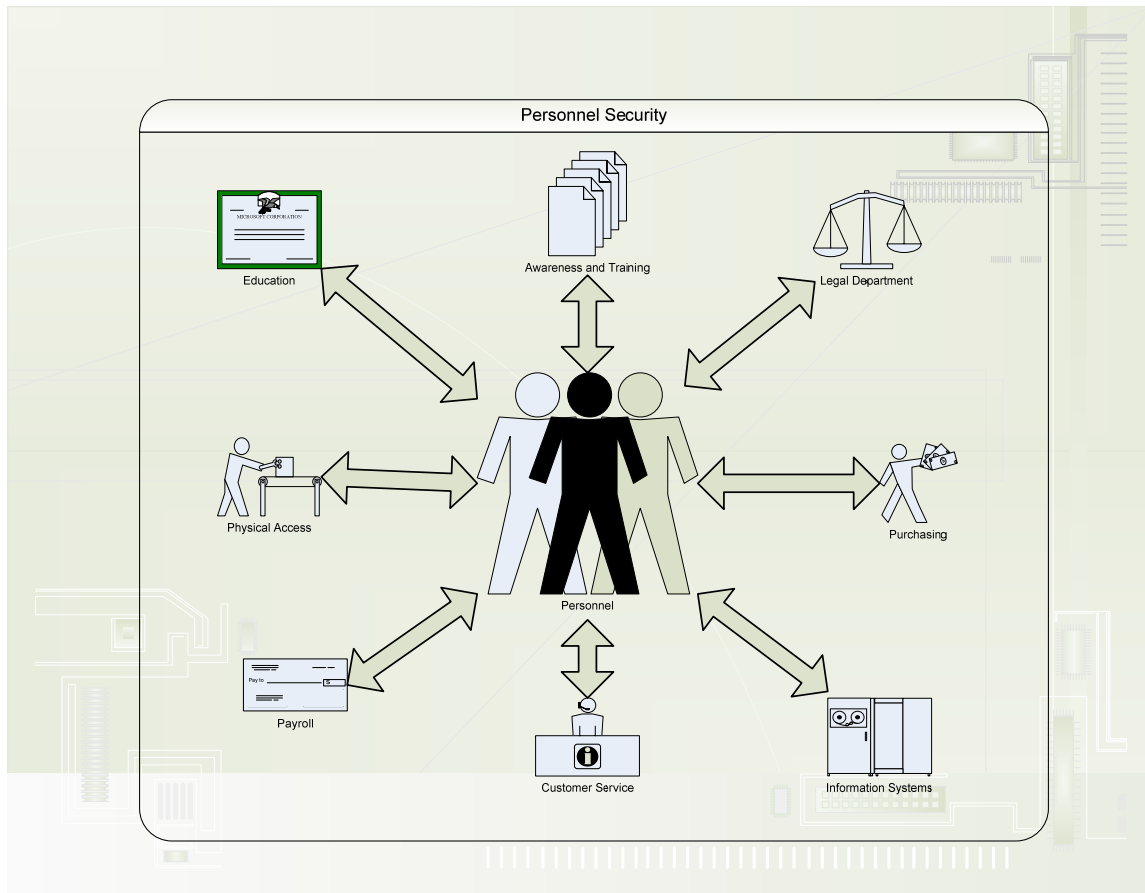 Personnel Security
MICROSOFT CORPORATION
Education
Awareness and Training
Legal Department
Physical Access
Purchasing
Personnel
Pay to
$
Payroll
i
Customer Service
Information Systems